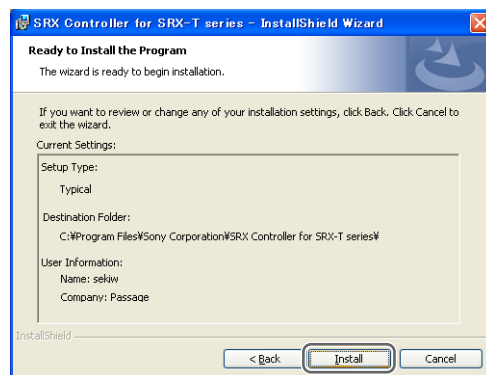 SRX Controller for SRX-T series - InstallShield Wizard
Ready to Install the Program
The wizard is ready to begin installation.
If you want to review or change any of your installation settings, click Back. Click Cancel to
exit the wizard.
Current Settings:
Setup Type:
Typical
Destination Folder:
C:¥Program Files¥Sony Corporation¥SRX Controller for SRX-T series¥
User Information:
Name: sekiw
Company: Passage
InstallShield
< Back Install Cancel